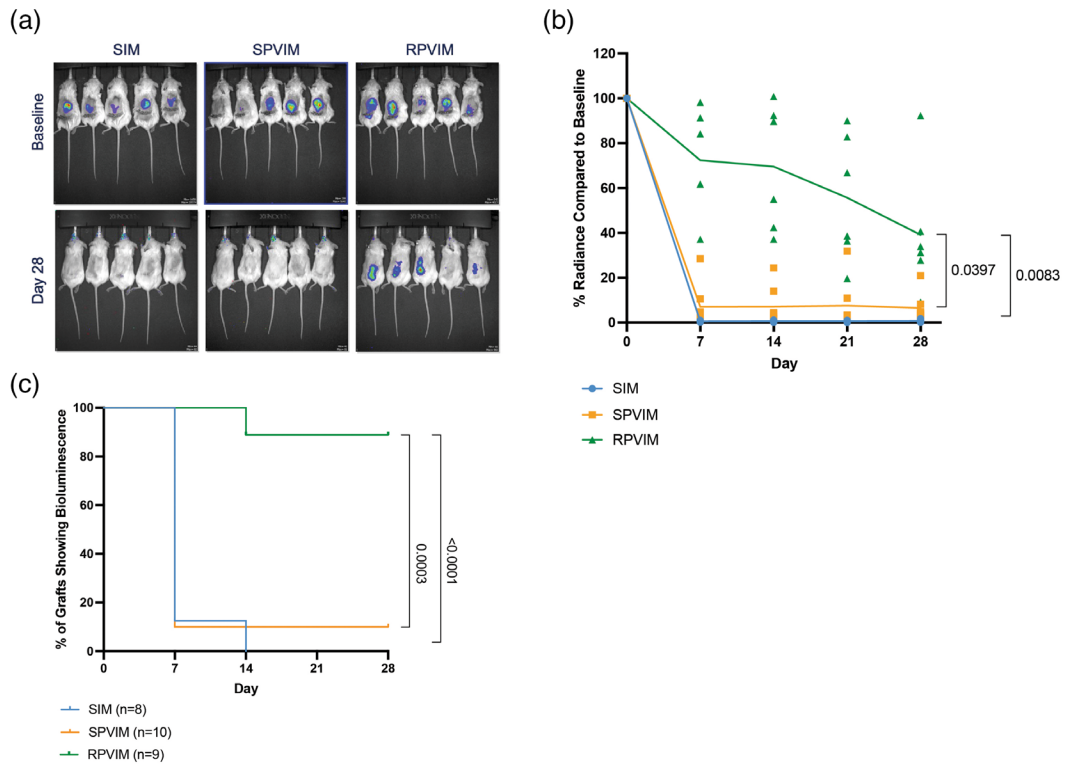 (a)
SIM SPVIM RPVIM
Baseline
Day 28
(b)
% Radiance Compared to Baseline
120
100
80
60
40
20
0
0 7 14 21 28
Day
0.0397
0.0083
SIM
SPVIM
RPVIM
(c)
% of Grafts Showing Bioluminescence
100
80
60
40
20
0
0 7 14 21 28
Day
0.0003
<0.0001
SIM (n=8)
SPVIM (n=10)
RPVIM (n=9)